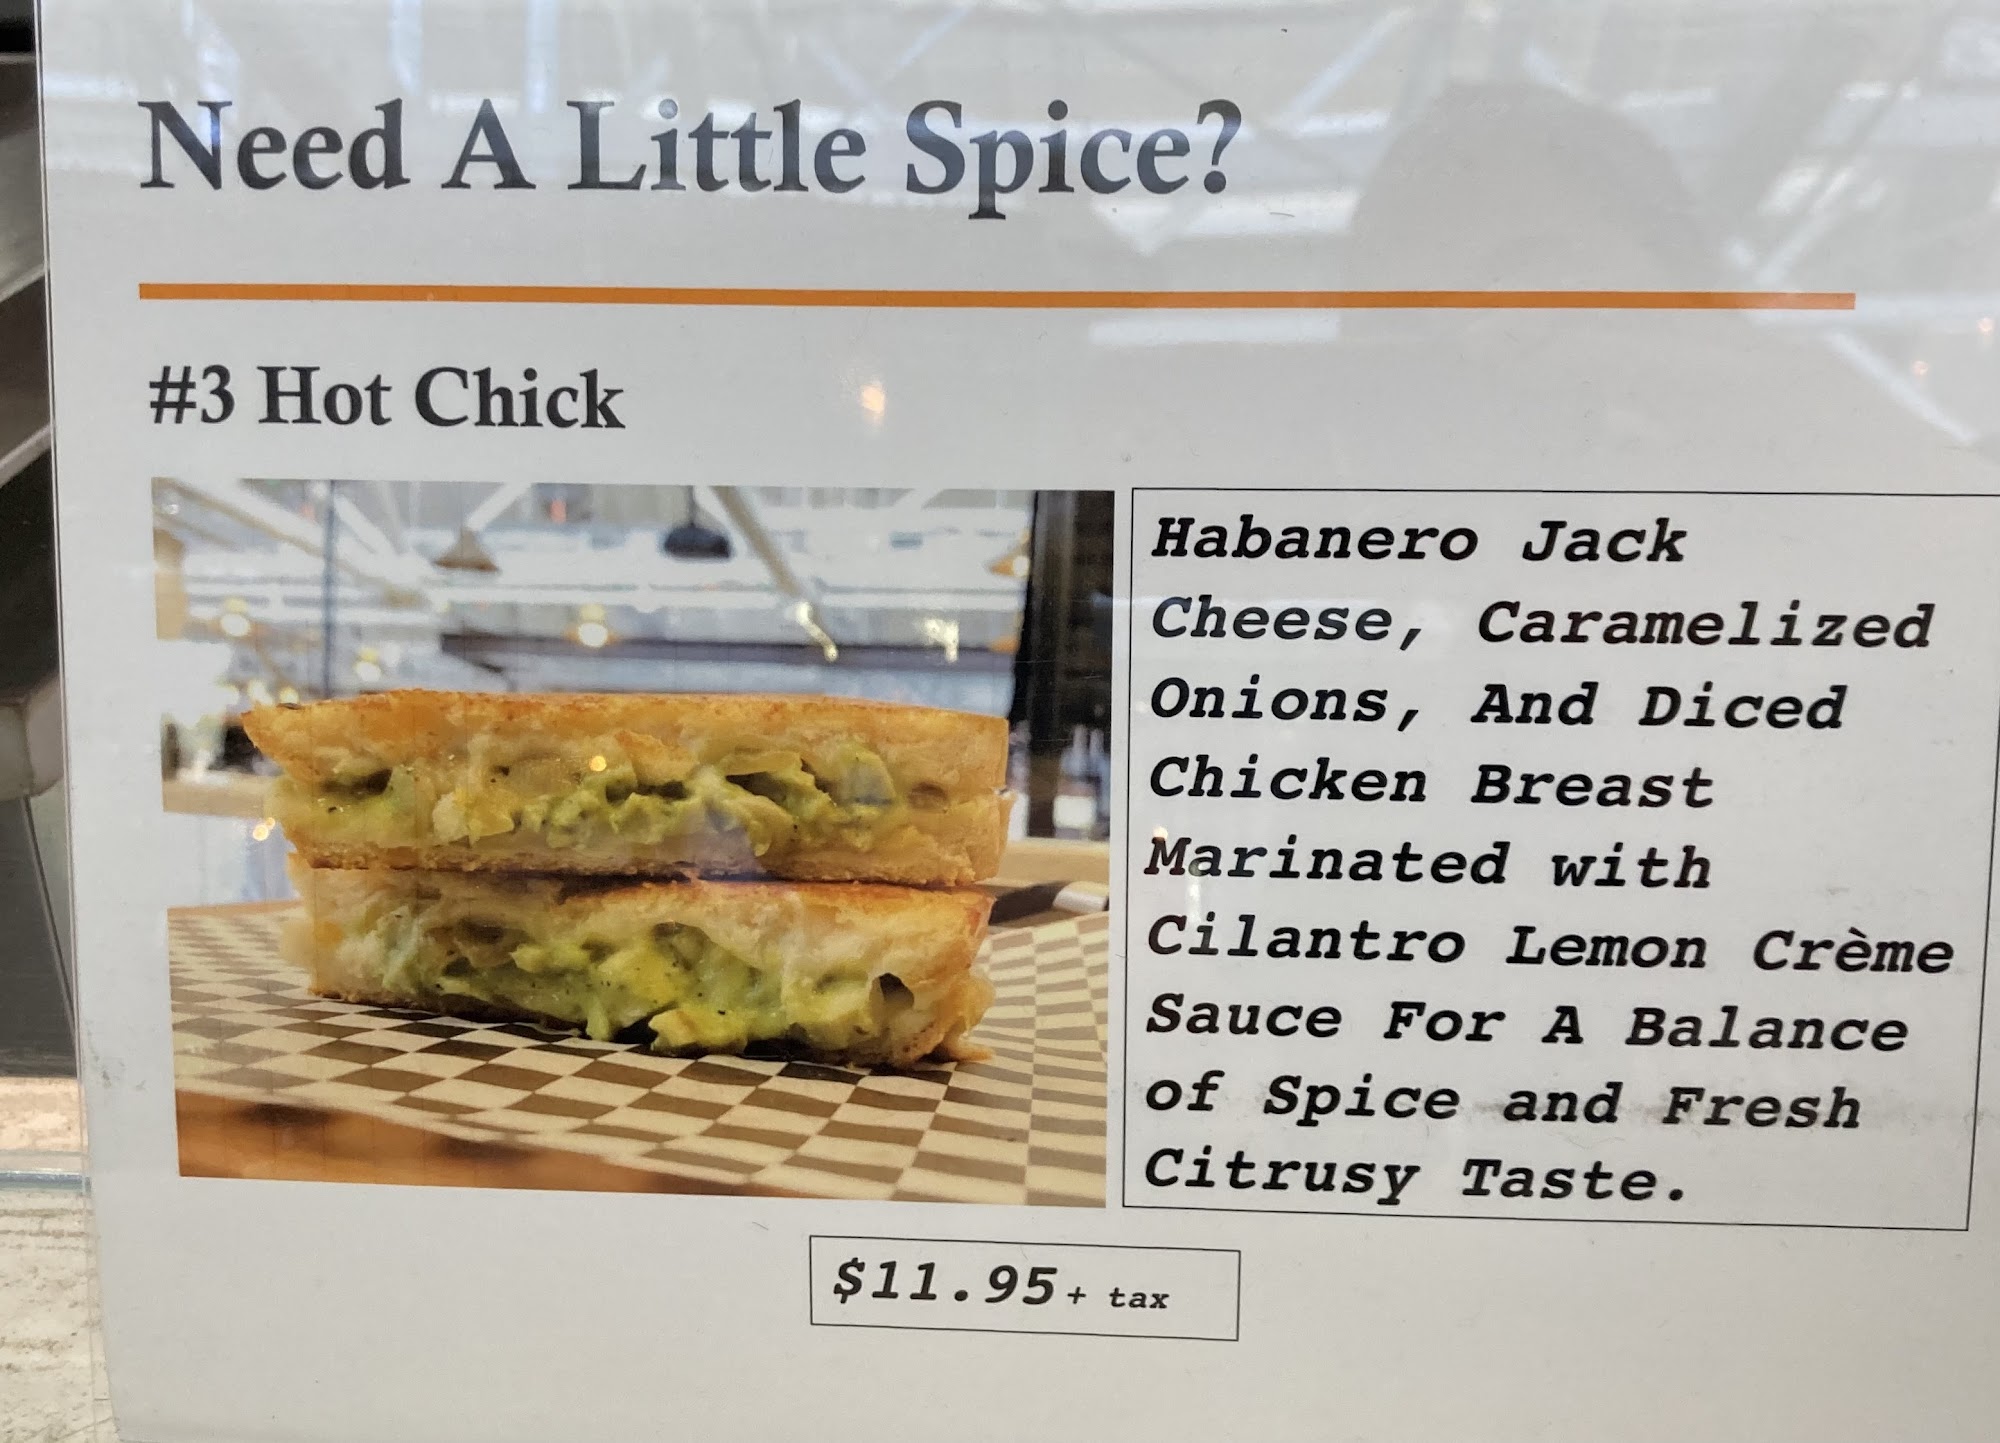 Need A Little Spice?
#3 Hot Chick
Habanero Jack
Cheese, Caramelized
Onions, And Diced
Chicken Breast
Marinated with
Cilantro Lemon Crème
Sauce For A Balance
of Spice and Fresh
Citrusy Taste.
$11.95+ tax